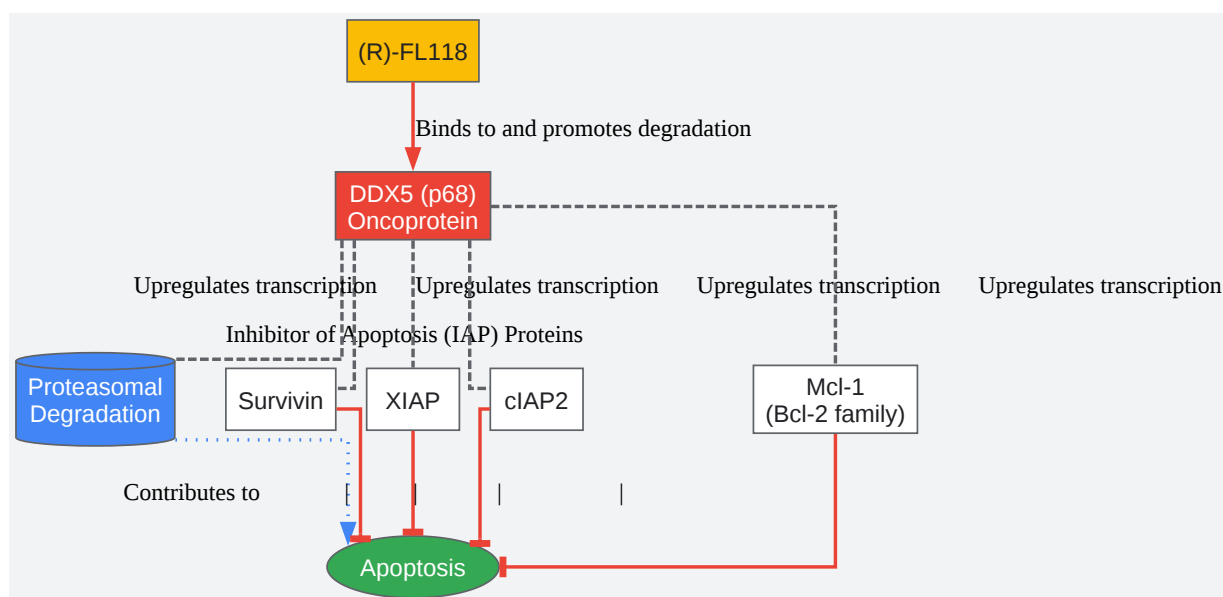 (R)-FL118
Binds to and promotes degradation
DDX5 (p68)
Oncoprotein
Upregulates transcription
Upregulates transcription
Upregulates transcription
Upregulates transcription
Inhibitor of Apoptosis (IAP) Proteins
Proteasomal
Degradation
Survivin
XIAP
cIAP2
Mcl-1
(Bcl-2 family)
Contributes to
|
|
|
|
Apoptosis